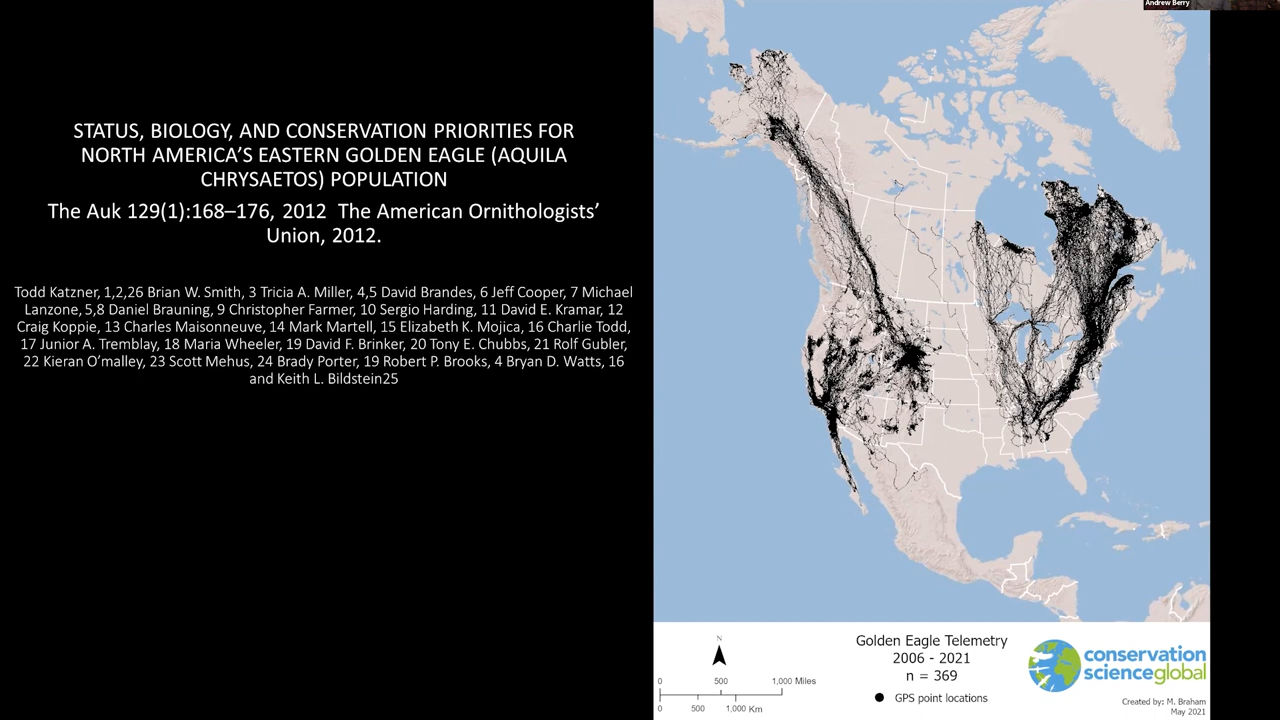 Andrew Berry
STATUS, BIOLOGY, AND CONSERVATION PRIORITIES FOR
NORTH AMERICA’S EASTERN GOLDEN EAGLE (AQUILA
CHRYSAETOS) POPULATION
The Auk 129(1):168–176, 2012 The American Ornithologists’
Union, 2012.
Todd Katzner, 1,2,26 Brian W. Smith, 3 Tricia A. Miller, 4,5 David Brandes, 6 Jeff Cooper, 7 Michael
Lanzone, 5,8 Daniel Brauning, 9 Christopher Farmer, 10 Sergio Harding, 11 David E. Kramar, 12
Craig Koppie, 13 Charles Maisonneuve, 14 Mark Martell, 15 Elizabeth K. Mojica, 16 Charlie Todd,
17 Junior A. Tremblay, 18 Maria Wheeler, 19 David F. Brinker, 20 Tony E. Chubbs, 21 Rolf Gubler,
22 Kieran O’malley, 23 Scott Mehus, 24 Brady Porter, 19 Robert P. Brooks, 4 Bryan D. Watts, 16
and Keith L. Bildstein25
N
0 500 1,000 Miles
0 500 1,000 Km
Golden Eagle Telemetry
2006 - 2021
n = 369
GPS point locations
conservation
scienceglobal
Created by: M. Braham
May 2021